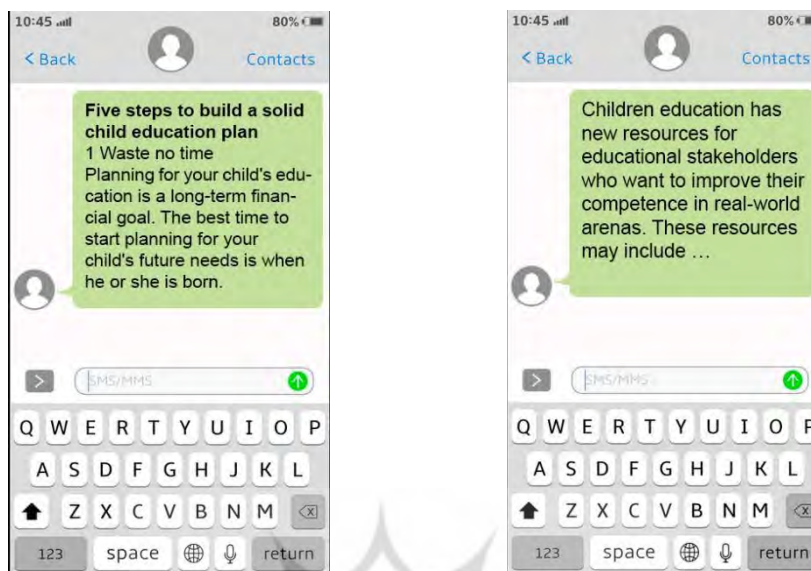 10:45
80%
< Back
Contacts
Five steps to build a solid
child education plan
1 Waste no time
Planning for your child's edu-
cation is a long-term finan-
cial goal. The best time to
start planning for your
child's future needs is when
he or she is born.
SMS/MMS
Q W E R T Y U I O P
A S D F G H J K L
Z X C V B N M
123 space return
10:45
80%
< Back
Contacts
Children education has
new resources for
educational stakeholders
who want to improve their
competence in real-world
arenas. These resources
may include …
SMS/MMS
Q W E R T Y U I O P
A S D F G H J K L
Z X C V B N M
123 space return